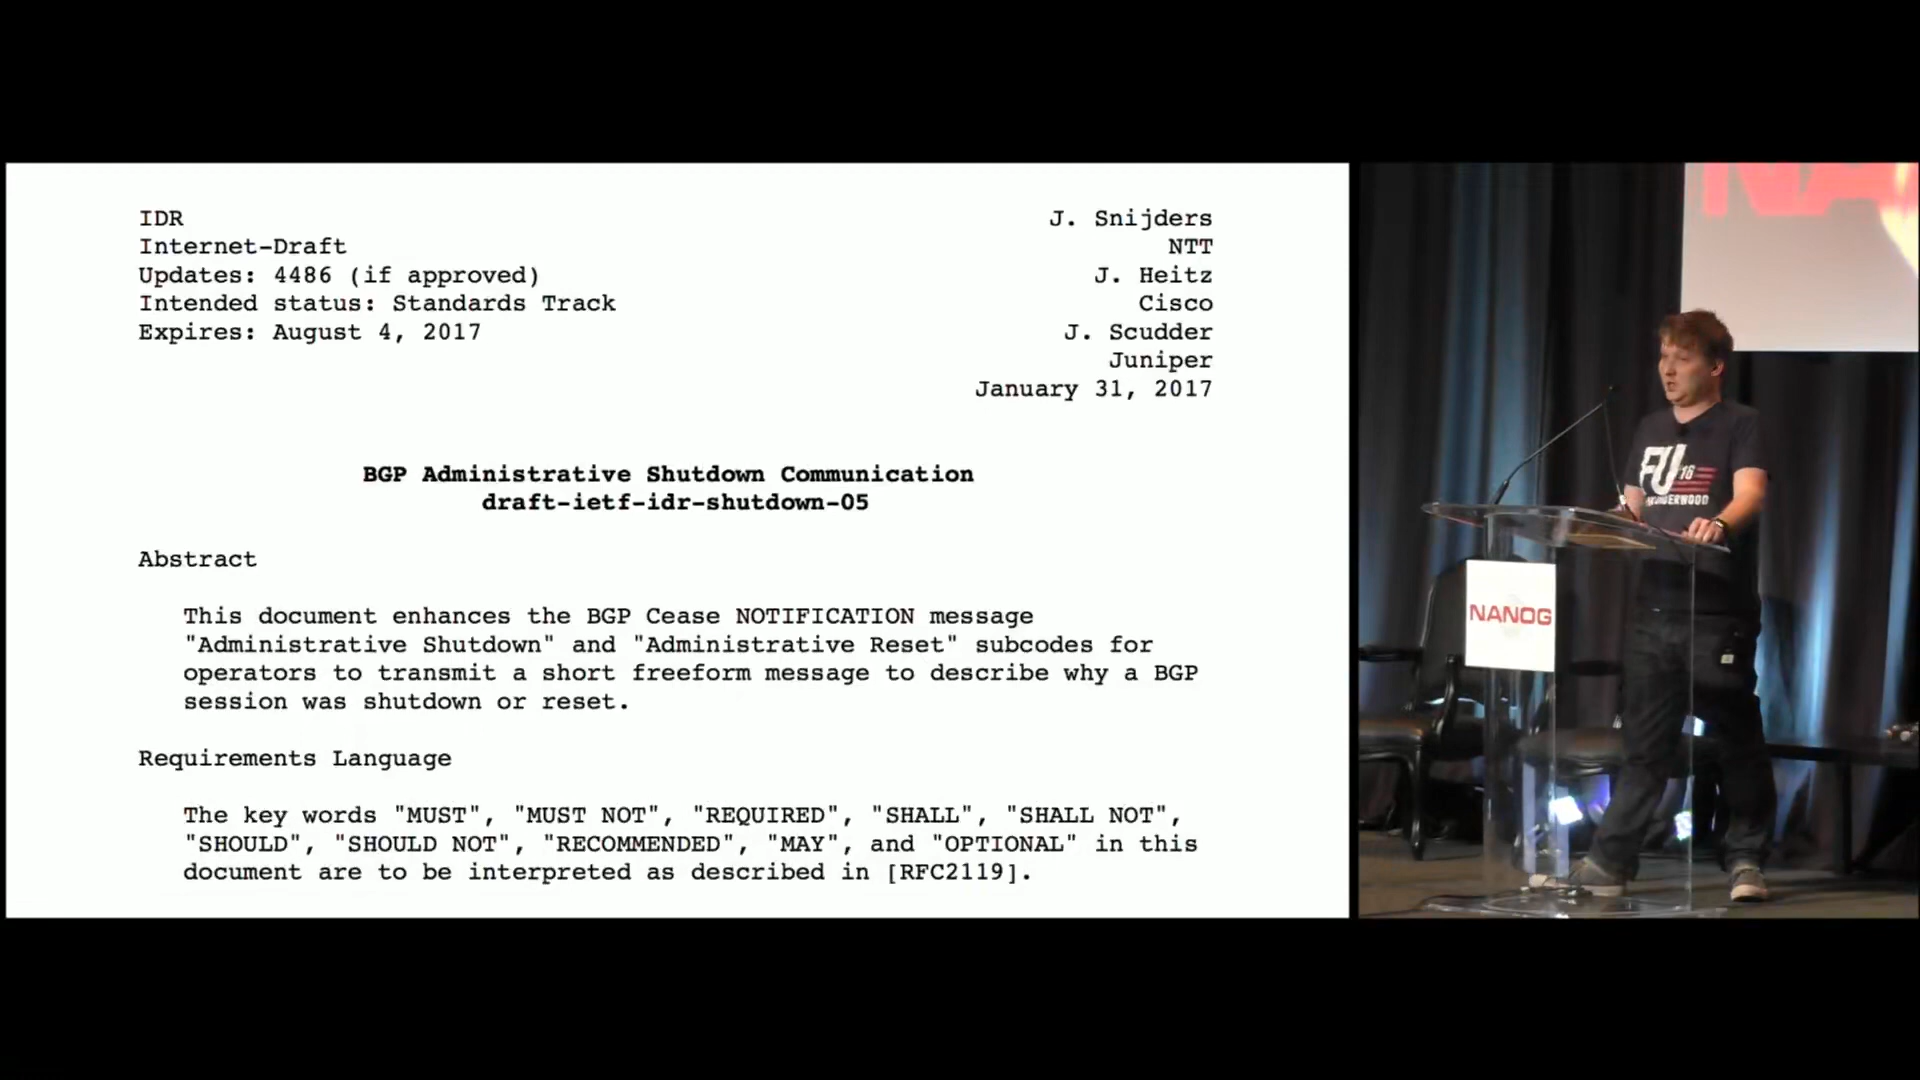 IDR
J. Snijders
Internet-Draft
NTT
Updates: 4486 (if approved)
J. Heitz
Intended status: Standards Track
Cisco
Expires: August 4, 2017
J. Scudder
Juniper
January 31, 2017
BGP Administrative Shutdown Communication
draft-ietf-idr-shutdown-05
Abstract
This document enhances the BGP Cease NOTIFICATION message
"Administrative Shutdown" and "Administrative Reset" subcodes for
operators to transmit a short freeform message to describe why a BGP
session was shutdown or reset.
Requirements Language
The key words "MUST", "MUST NOT", "REQUIRED", "SHALL", "SHALL NOT",
"SHOULD", "SHOULD NOT", "RECOMMENDED", "MAY", and "OPTIONAL" in this
document are to be interpreted as described in [RFC2119].
FU 16
NANOG